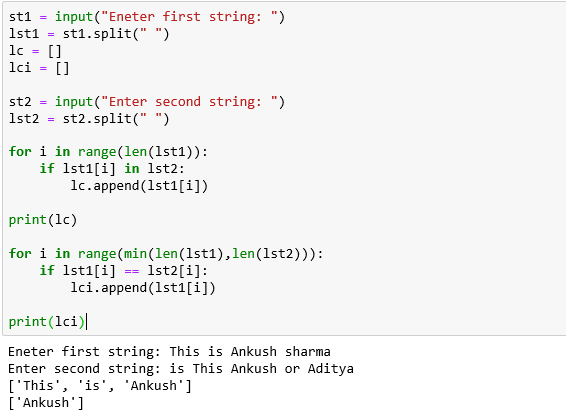 st1 = input("Eneter first string: ")
lst1 = st1.split(" ")
lc = []
lci = []

st2 = input("Enter second string: ")
lst2 = st2.split(" ")

for i in range(len(lst1)):
    if lst1[i] in lst2:
        lc.append(lst1[i])

print(lc)

for i in range(min(len(lst1),len(lst2))):
    if lst1[i] == lst2[i]:
        lci.append(lst1[i])

print(lci)
Eneter first string: This is Ankush sharma
Enter second string: is This Ankush or Aditya
['This', 'is', 'Ankush']
['Ankush']